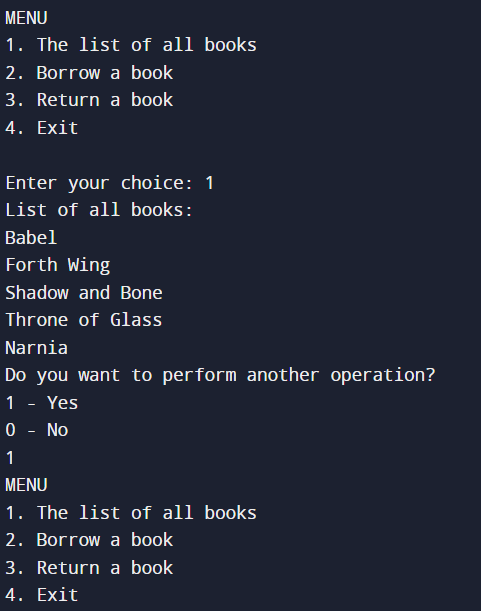 MENU
1. The list of all books
2. Borrow a book
3. Return a book
4. Exit
Enter your choice: 1
List of all books:
Babel
Forth Wing
Shadow and Bone
Throne of Glass
Narnia
Do you want to perform another operation?
1 - Yes
0 - No
1
MENU
1. The list of all books
2. Borrow a book
3. Return a book
4. Exit